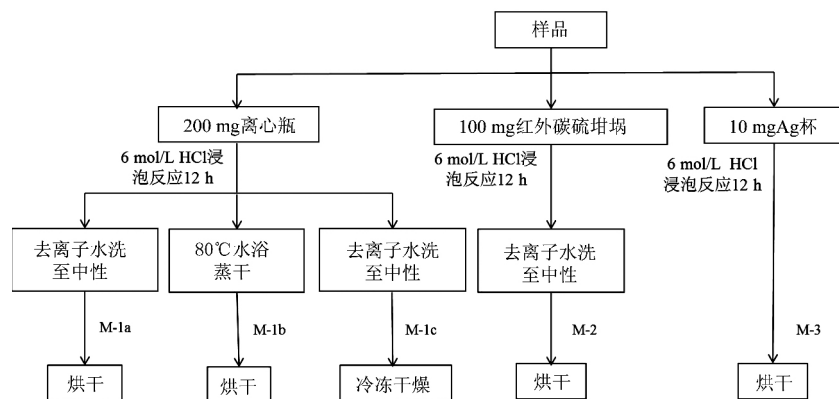 样品
200 mg离心瓶
100 mg红外碳硫坩埚
10 mgAg杯
6 mol/L HCl浸
泡反应12 h
6 mol/L HCl浸
泡反应12 h
6 mol/L HCl
浸泡反应12 h
去离子水洗
至中性
80℃水浴
蒸干
去离子水洗
至中性
去离子水洗
至中性
M-1a
M-1b
M-1c
M-2
M-3
烘干
烘干
冷冻干燥
烘干
烘干